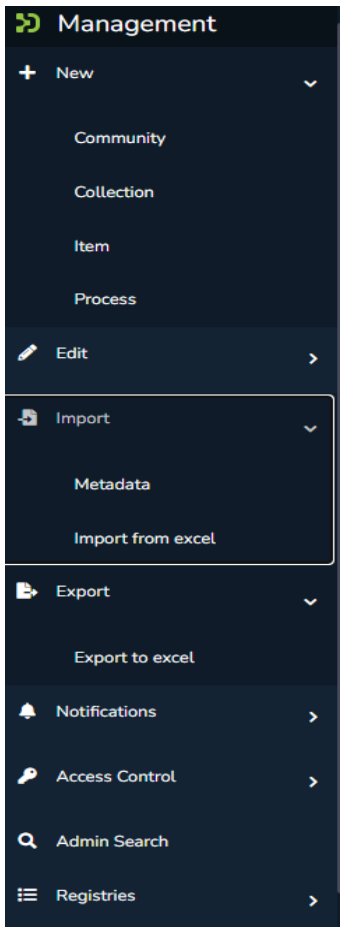 Management
New
Community
Collection
Item
Process
Edit
Import
Metadata
Import from excel
Export
Export to excel
Notifications
Access Control
Admin Search
Registries